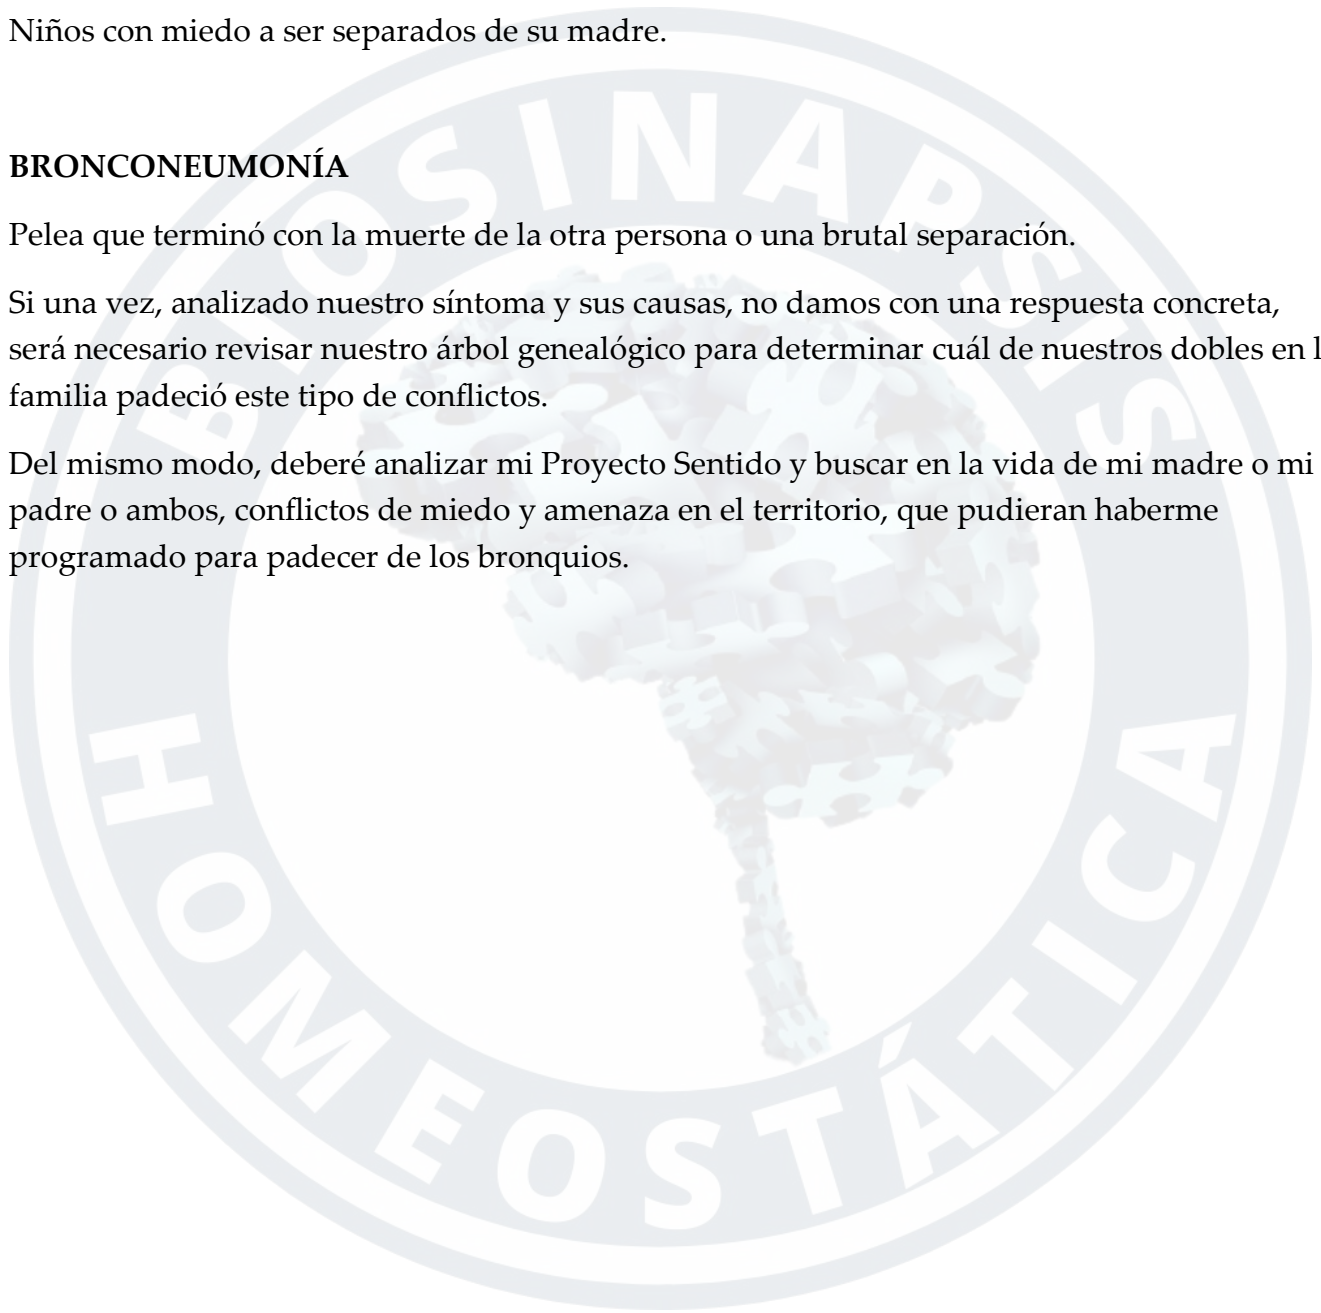 Niños con miedo a ser separados de su madre.
BRONCONEUMONÍA
Pelea que terminó con la muerte de la otra persona o una brutal separación.
Si una vez, analizado nuestro síntoma y sus causas, no damos con una respuesta concreta,
será necesario revisar nuestro árbol genealógico para determinar cuál de nuestros dobles en l
familia padeció este tipo de conflictos.
Del mismo modo, deberé analizar mi Proyecto Sentido y buscar en la vida de mi madre o mi
padre o ambos, conflictos de miedo y amenaza en el territorio, que pudieran haberme
programado para padecer de los bronquios.
BIOSINAPSIS
HOMEOSTÁTICA